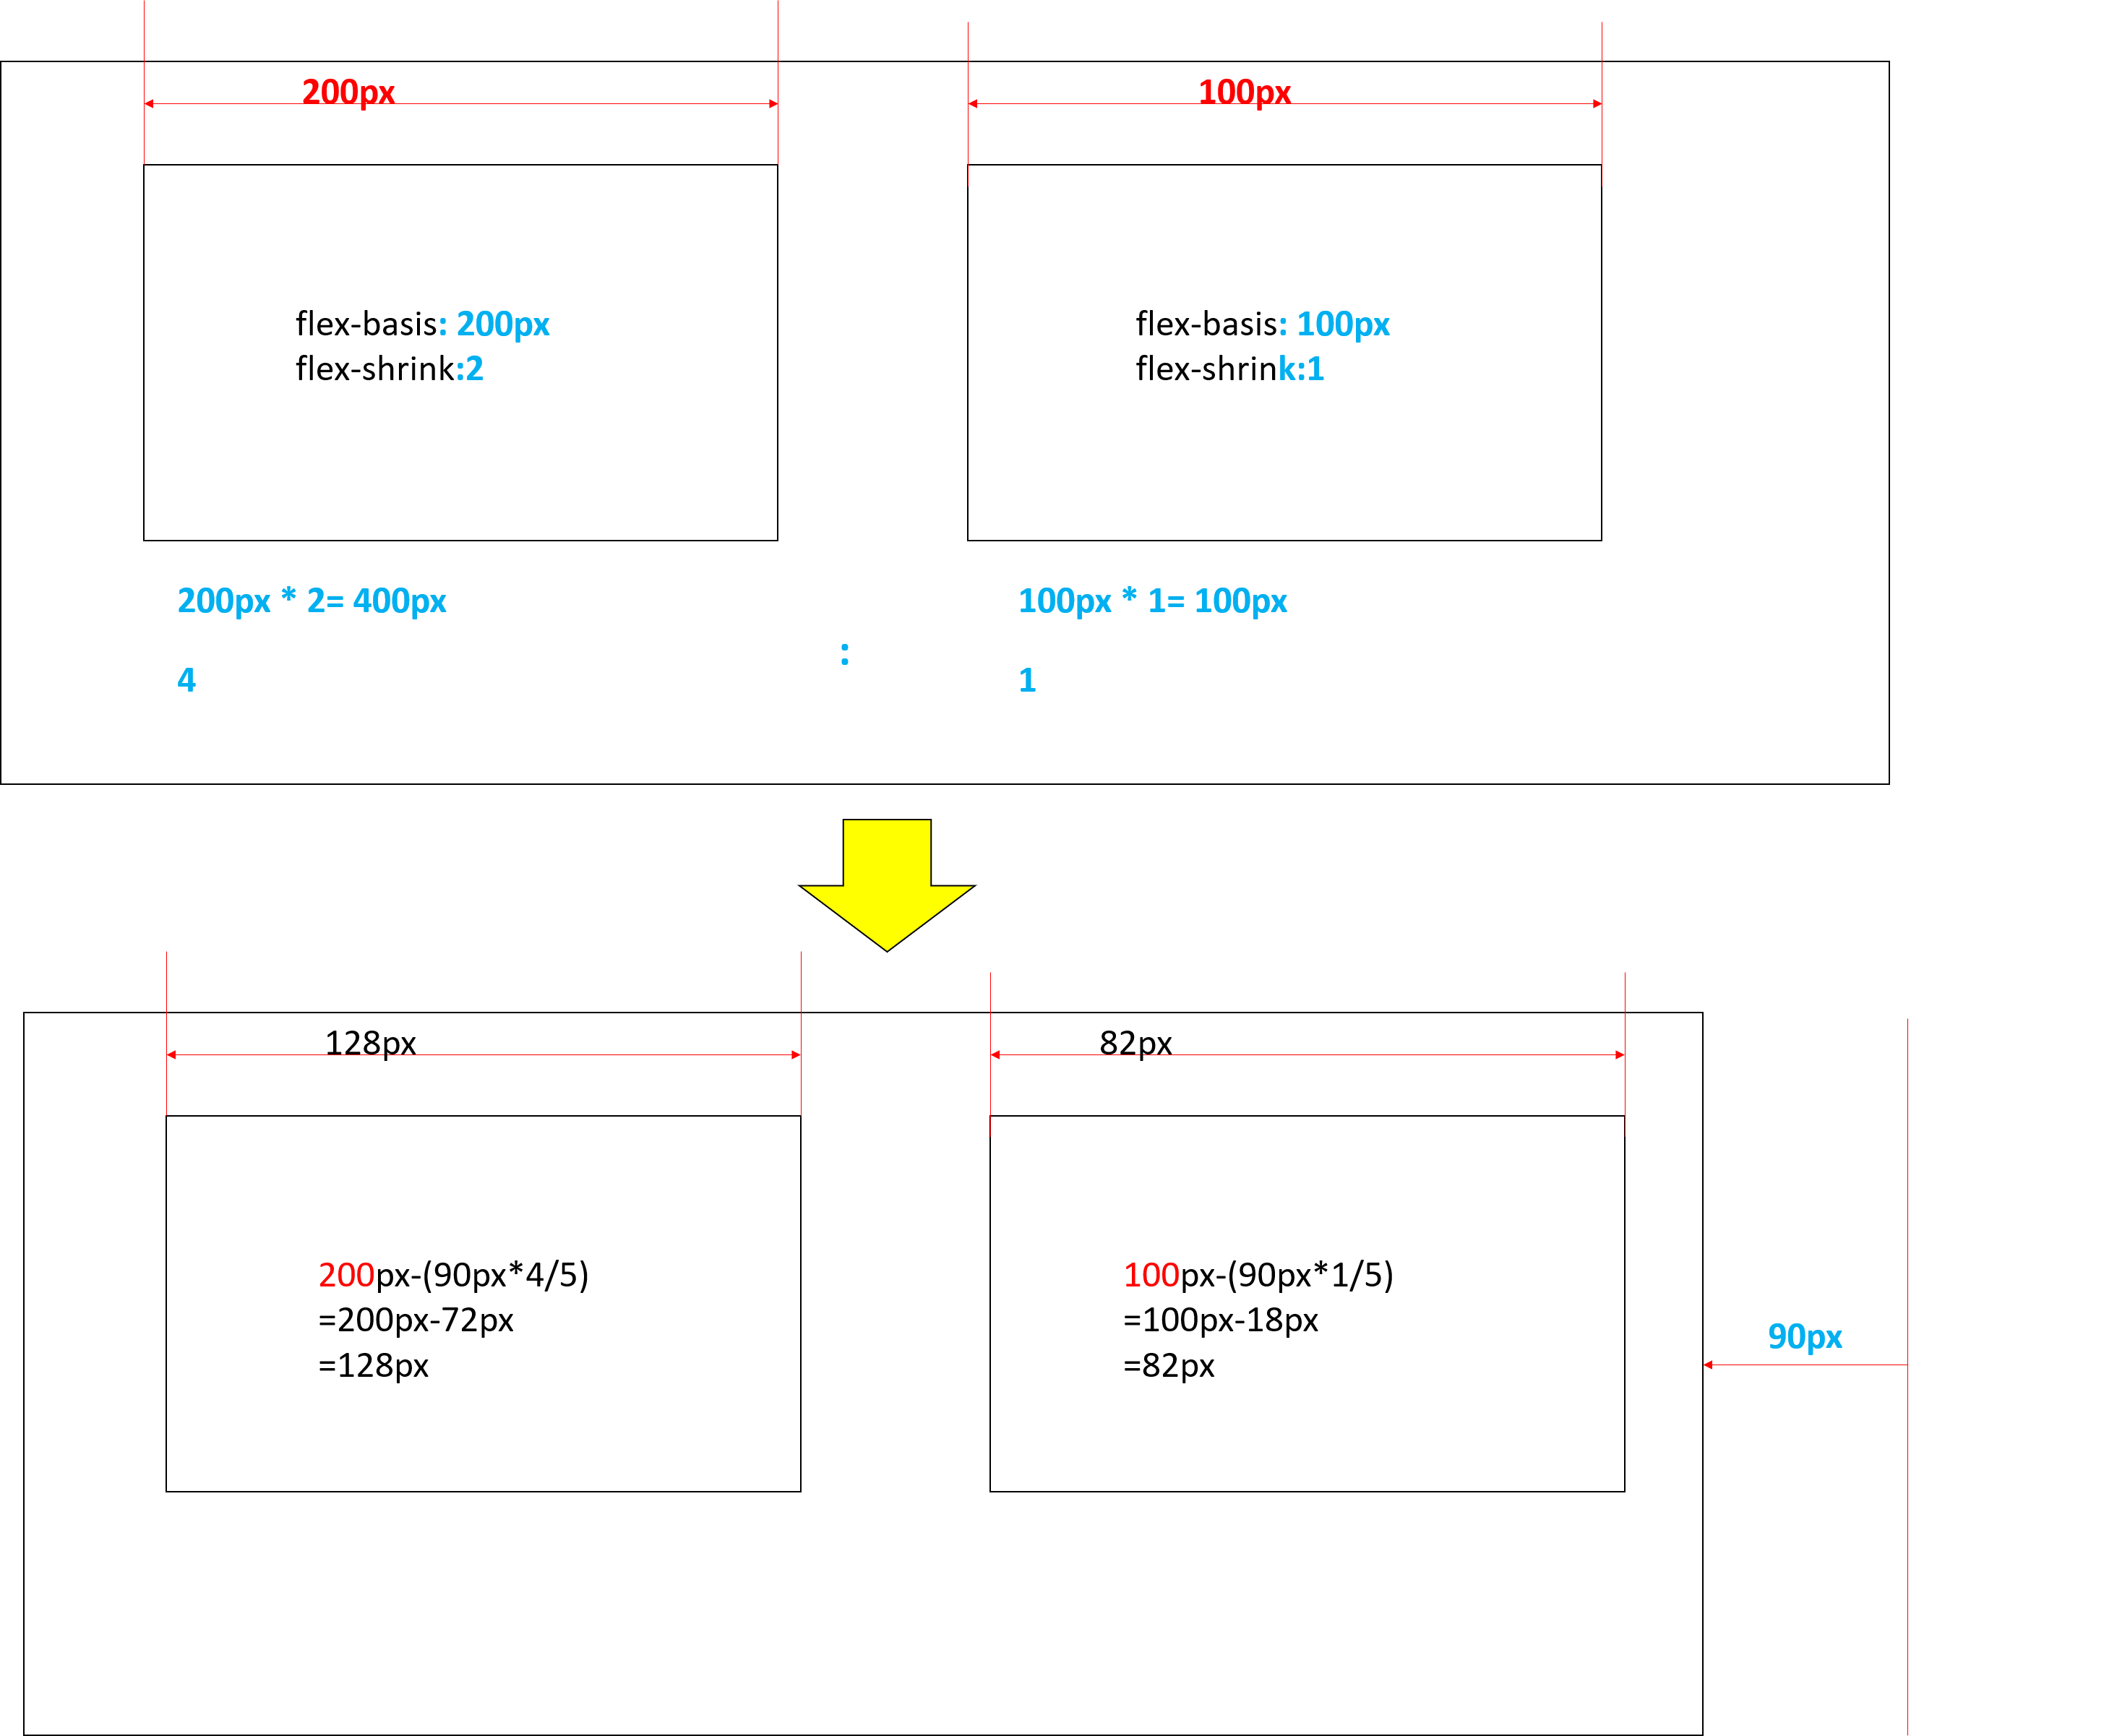 200px
100px
flex-basis: 200px
flex-shrink:2
flex-basis: 100px
flex-shrink:1
200px * 2= 400px
100px * 1= 100px
:
4
1
128px
82px
200px-(90px*4/5)
=200px-72px
=128px
100px-(90px*1/5)
=100px-18px
=82px
90px